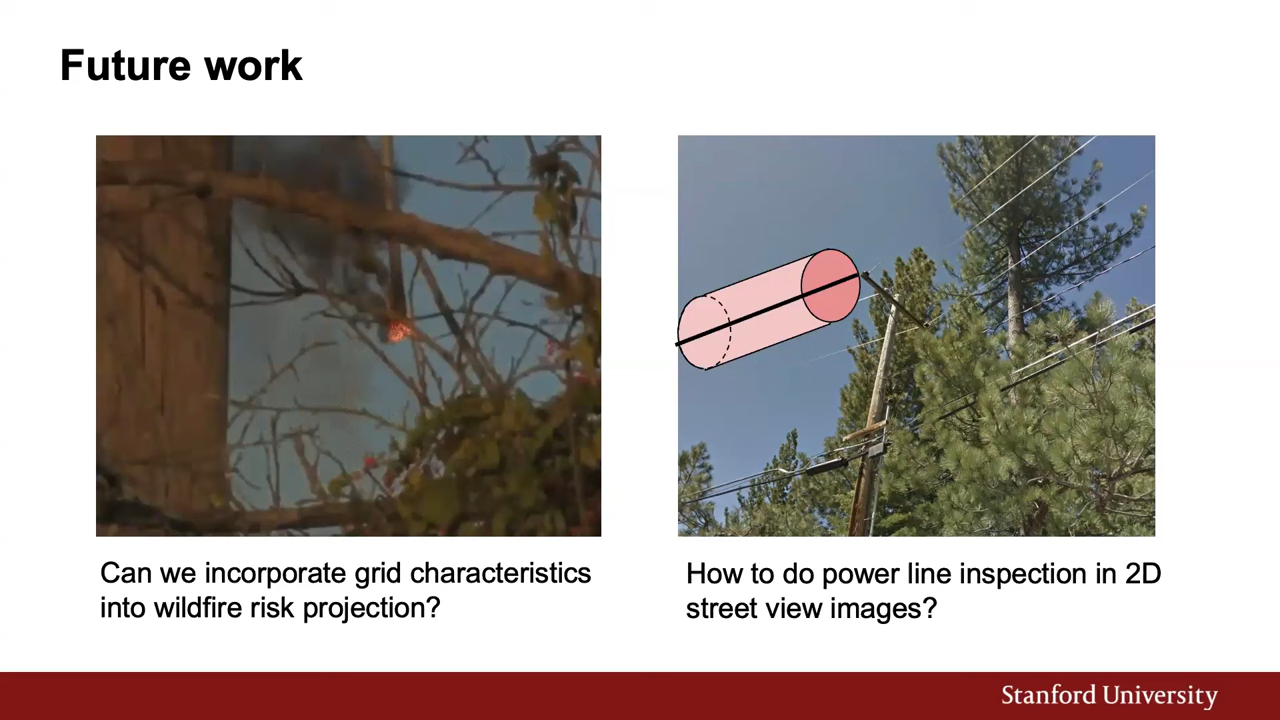 Future work
Can we incorporate grid characteristics
into wildfire risk projection?
How to do power line inspection in 2D
street view images?
Stanford University